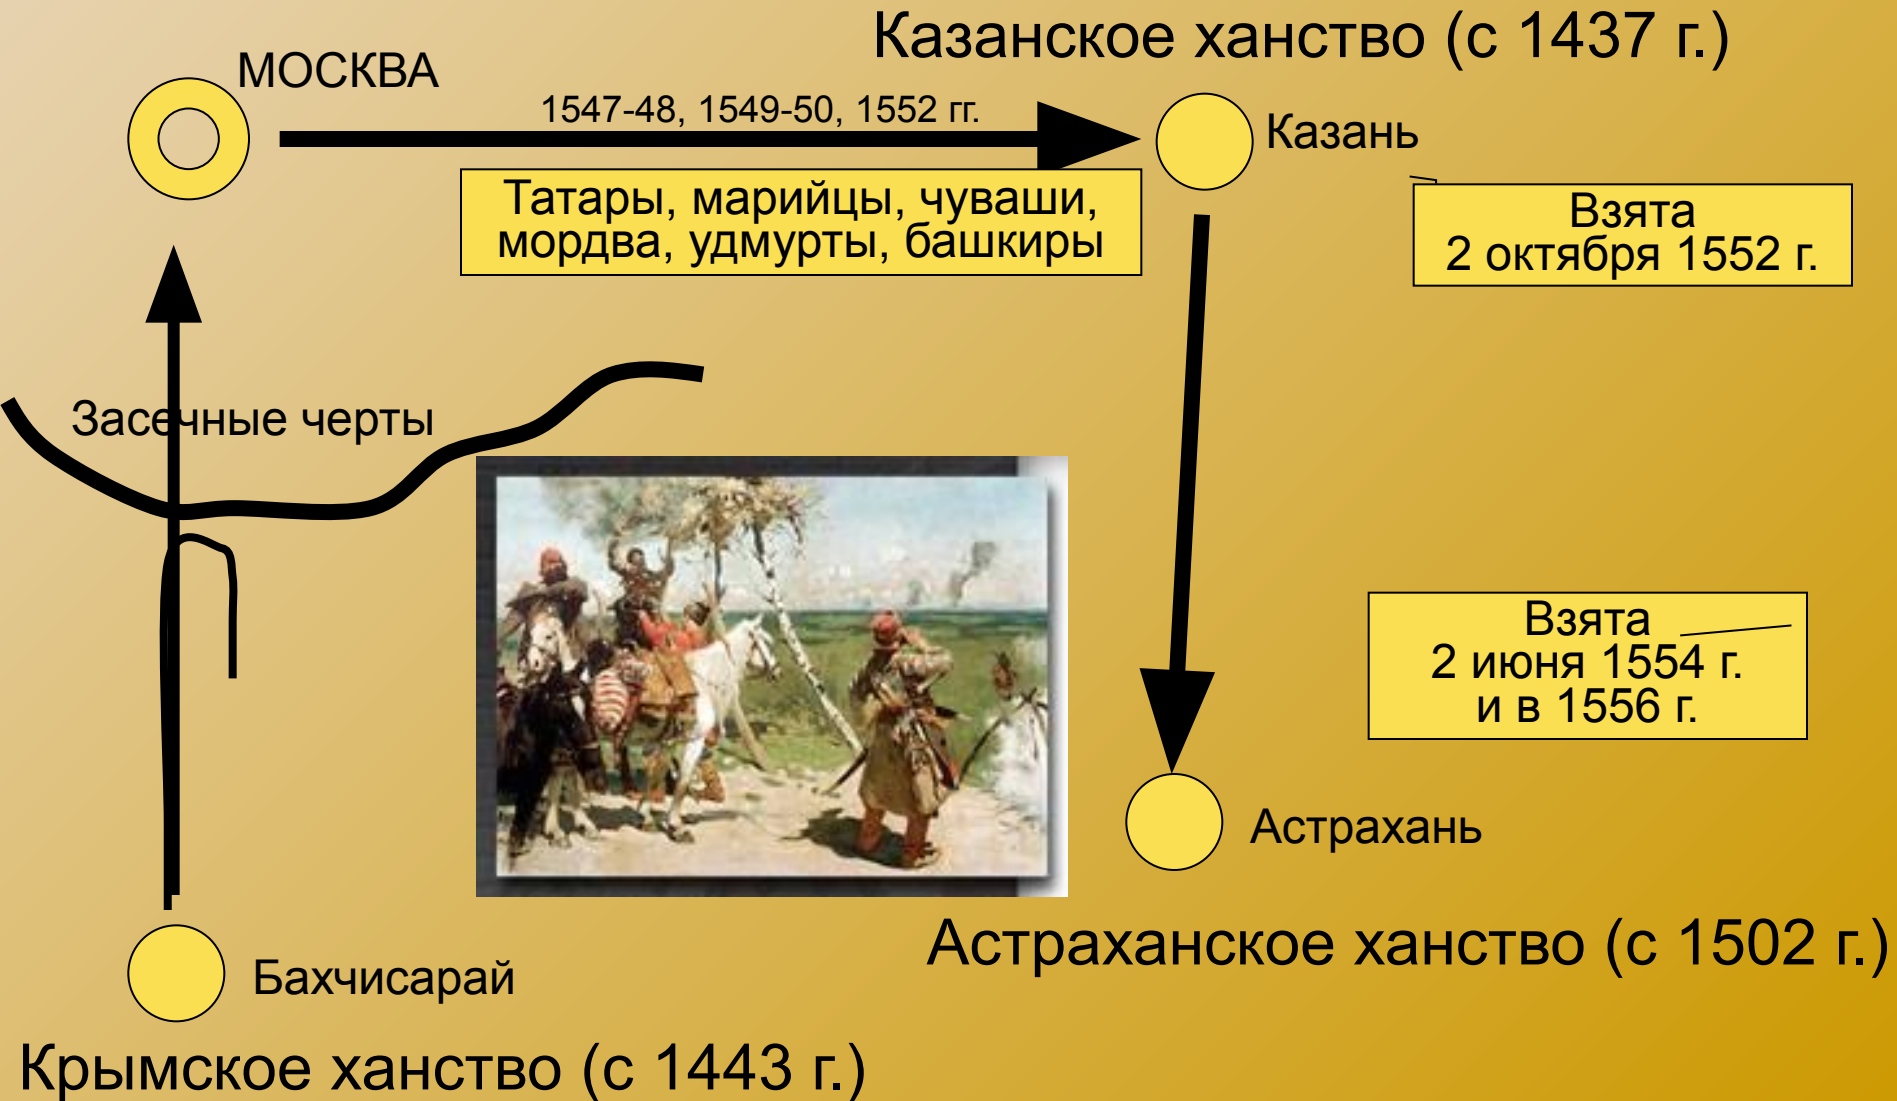 Казанское ханство (с 1437 г.)
МОСКВА
1547-48, 1549-50, 1552 гг.
Казань
Татары, марийцы, чуваши,
мордва, удмурты, башкиры
Взята
2 октября 1552 г.
Засечные черты
Взята
2 июня 1554 г.
и в 1556 г.
Астрахань
Астраханское ханство (с 1502 г.)
Бахчисарай
Крымское ханство (с 1443 г.)